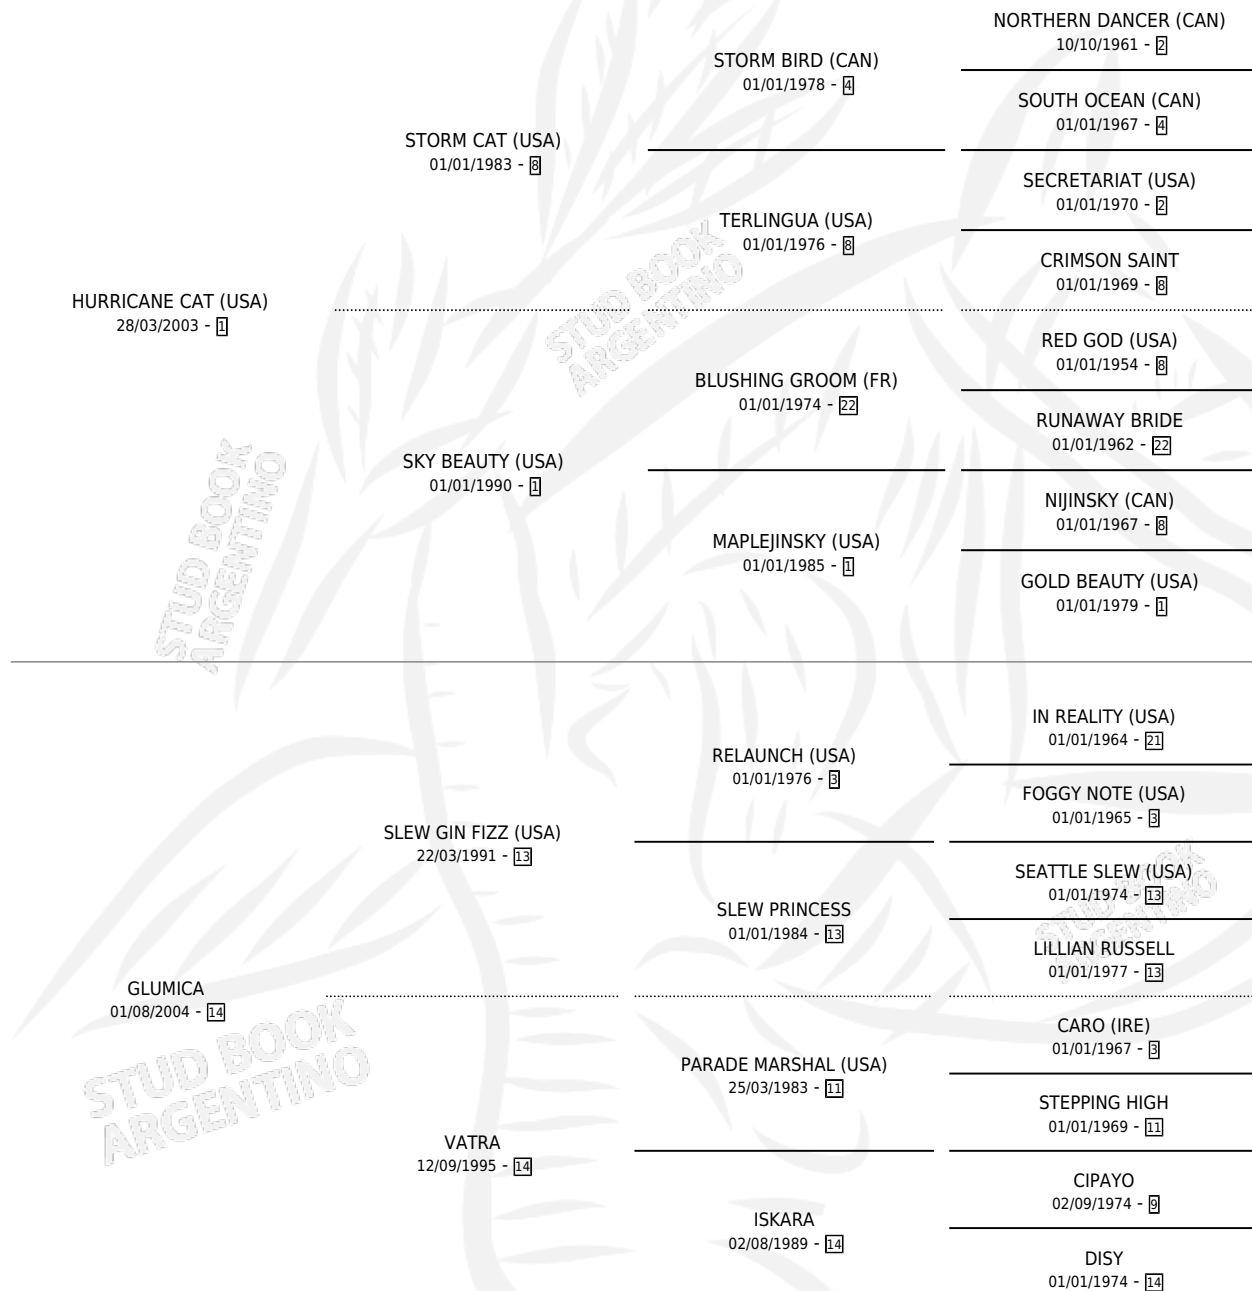 NORTHERN DANCER (CAN)
10/10/1961 - 2
STORM BIRD (CAN)
01/01/1978 - 4
SOUTH OCEAN (CAN)
01/01/1967 - 4
STORM CAT (USA)
01/01/1983 - 8
SECRETARIAT (USA)
01/01/1970 - 2
TERLINGUA (USA)
01/01/1976 - 8
CRIMSON SAINT
01/01/1969 - 8
HURRICANE CAT (USA)
28/03/2003 - 1
RED GOD (USA)
01/01/1954 - 8
BLUSHING GROOM (FR)
01/01/1974 - 22
RUNAWAY BRIDE
01/01/1962 - 22
SKY BEAUTY (USA)
01/01/1990 - 1
NIJINSKY (CAN)
01/01/1967 - 8
MAPLEJINSKY (USA)
01/01/1985 - 1
GOLD BEAUTY (USA)
01/01/1979 - 1
IN REALITY (USA)
01/01/1964 - 21
RELAUNCH (USA)
01/01/1976 - 3
FOGGY NOTE (USA)
01/01/1965 - 3
SLEW GIN FIZZ (USA)
22/03/1991 - 13
SEATTLE SLEW (USA)
01/01/1974 - 13
SLEW PRINCESS
01/01/1984 - 13
LILLIAN RUSSELL
01/01/1977 - 13
GLUMICA
01/08/2004 - 14
CARO (IRE)
01/01/1967 - 3
PARADE MARSHAL (USA)
25/03/1983 - 11
STEPPING HIGH
01/01/1969 - 11
VATRA
12/09/1995 - 14
CIPAYO
02/09/1974 - 9
ISKARA
02/08/1989 - 14
DISY
01/01/1974 - 14
STUD BOOK
ARGENTINO
STUD BOOK
ARGENTINO
STUD BOOK
ARGENTINO
STUD BOOK
ARGENTINO